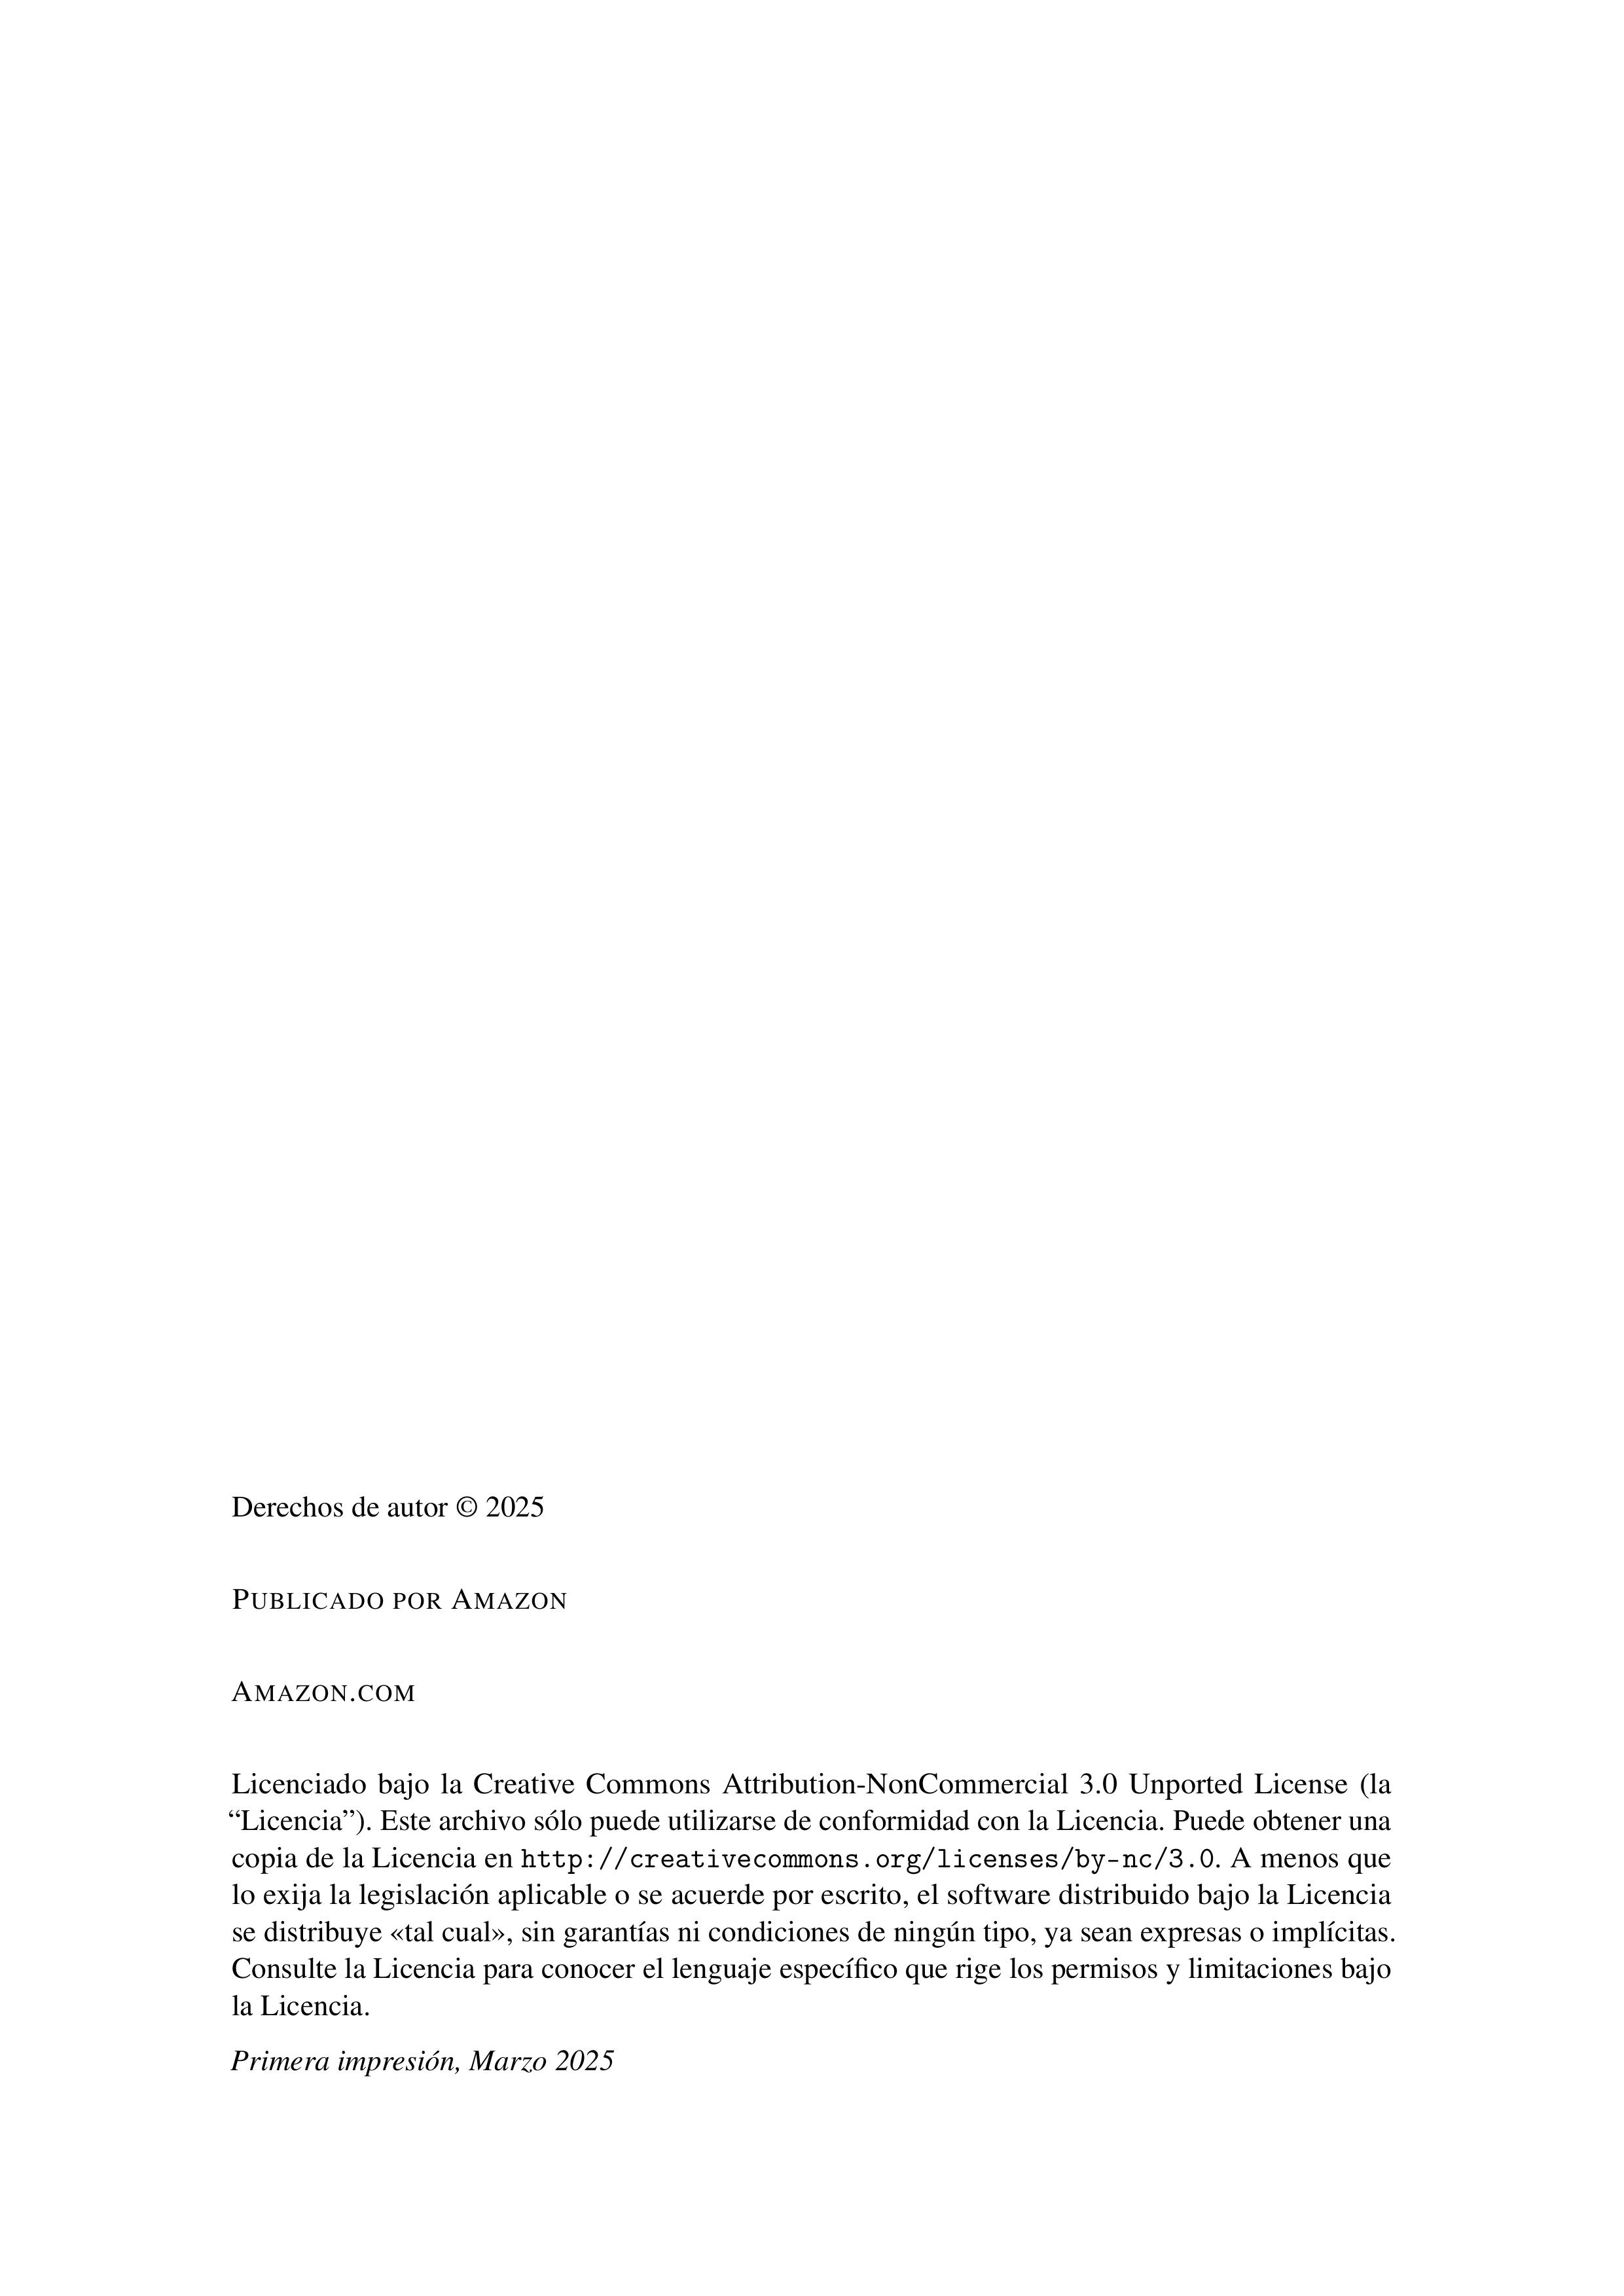 Derechos de autor © 2025
PUBLICADO POR AMAZON
AMAZON.COM
Licenciado bajo la Creative Commons Attribution-NonCommercial 3.0 Unported License (la
“Licencia”). Este archivo sólo puede utilizarse de conformidad con la Licencia. Puede obtener una
copia de la Licencia en http://creativecommons.org/licenses/by-nc/3.0. A menos que
lo exija la legislación aplicable o se acuerde por escrito, el software distribuido bajo la Licencia
se distribuye «tal cual», sin garantías ni condiciones de ningún tipo, ya sean expresas o implícitas.
Consulte la Licencia para conocer el lenguaje específico que rige los permisos y limitaciones bajo
la Licencia.
Primera impresión, Marzo 2025